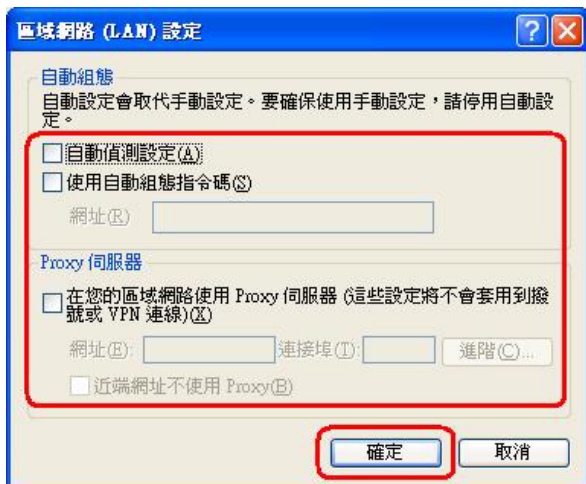 區域網路 (LAN) 設定
自動組態
自動設定會取代手動設定。要確保使用手動設定,請停用自動設
定。
自動偵測設定(A)
使用自動組態指令碼(S)
網址(R)
Proxy 伺服器
在您的區域網路使用 Proxy 伺服器 (這些設定將不會套用到撥
號或 VPN 連線)(X)
網址(E): 連接埠(T): 進階(C)...
近端網址不使用 Proxy(B)
確定 取消